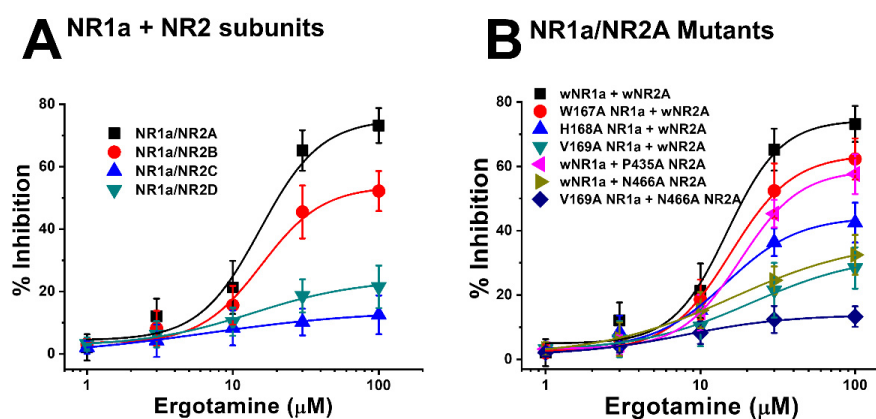 A NR1a + NR2 subunits
80
60
40
20
0
% Inhibition
NR1a/NR2A
NR1a/NR2B
NR1a/NR2C
NR1a/NR2D
1 10 100
Ergotamine (μM)
B NR1a/NR2A Mutants
80
60
40
20
0
% Inhibition
wNR1a + wNR2A
W167A NR1a + wNR2A
H168A NR1a + wNR2A
V169A NR1a + wNR2A
wNR1a + P435A NR2A
wNR1a + N466A NR2A
V169A NR1a + N466A NR2A
1 10 100
Ergotamine (μM)